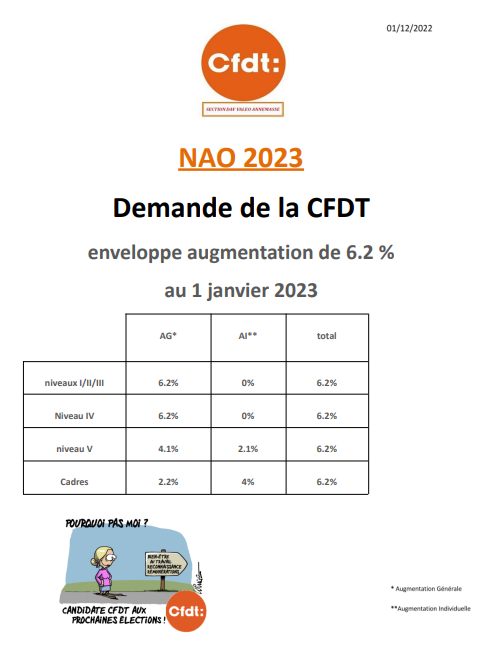 01/12/2022
Cfdt:
SECTION DAV VALEO ANNEMASSE
NAO 2023
Demande de la CFDT
enveloppe augmentation de 6.2 %
au 1 janvier 2023
AG* AI** total
niveaux I/II/III 6.2% 0% 6.2%
Niveau IV 6.2% 0% 6.2%
niveau V 4.1% 2.1% 6.2%
Cadres 2.2% 4% 6.2%
POURQUOI PAS MOI ?
BIEN-ÊTRE
AU TRAVAIL
RECONNAISSANCE
RÉMUNÉRATIONS
CANDIDATE CFDT AUX
PROCHAINES ÉLECTIONS !
Cfdt:
* Augmentation Générale
**Augmentation Individuelle